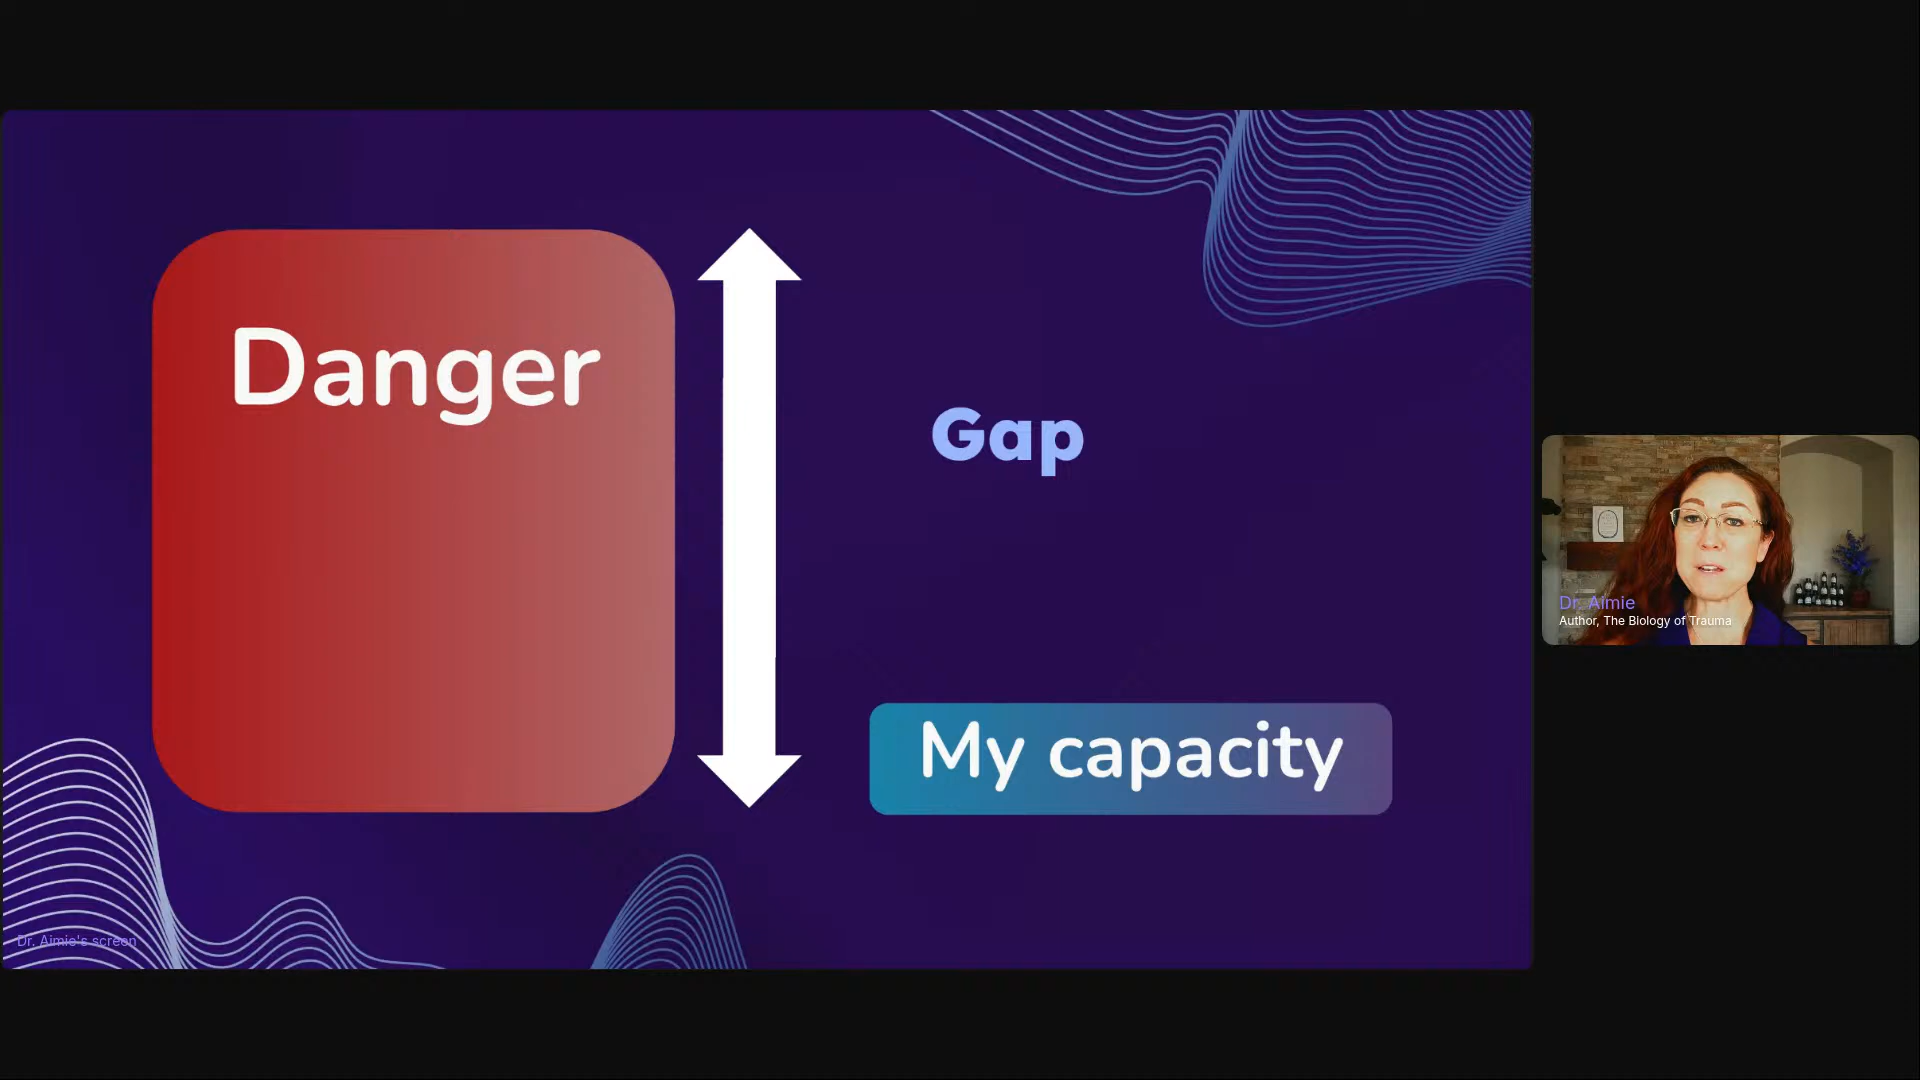 Danger
Gap
My capacity
Dr. Aimie's screen
Dr. Aimie
Author, The Biology of Trauma